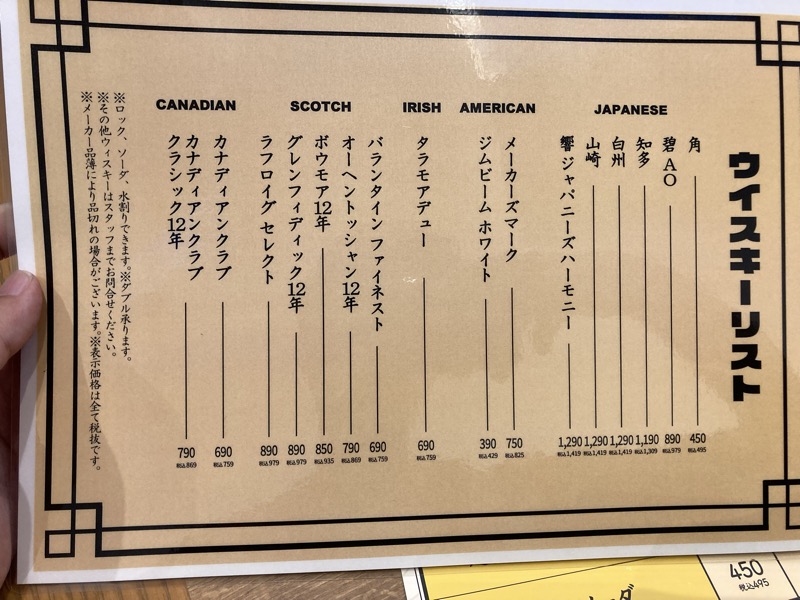 ウイスキーリスト
JAPANESE
角 450 税込495
碧AO 890 税込979
知多 1,190 税込1,309
白州 1,290 税込1,419
山崎 1,290 税込1,419
響 ジャパニーズハーモニー 1,290 税込1,419
AMERICAN
メーカーズマーク 750 税込825
ジムビーム ホワイト 390 税込429
IRISH
タラモアデュー 690 税込759
SCOTCH
バランタイン ファイネスト 690 税込759
オーヘントッシャン12年 790 税込869
ボウモア12年 850 税込935
グレンフィディック12年 890 税込979
ラフロイグ セレクト 890 税込979
CANADIAN
カナディアンクラブ 690 税込759
カナディアンクラブ
クラシック12年 790 税込869
※ロック、ソーダ、水割りできます。※ダブル承ります。
※その他ウィスキーはスタッフまでお問合せください。
※メーカー品薄により品切れの場合がございます。※表示価格は全て税抜です。
450
税込495